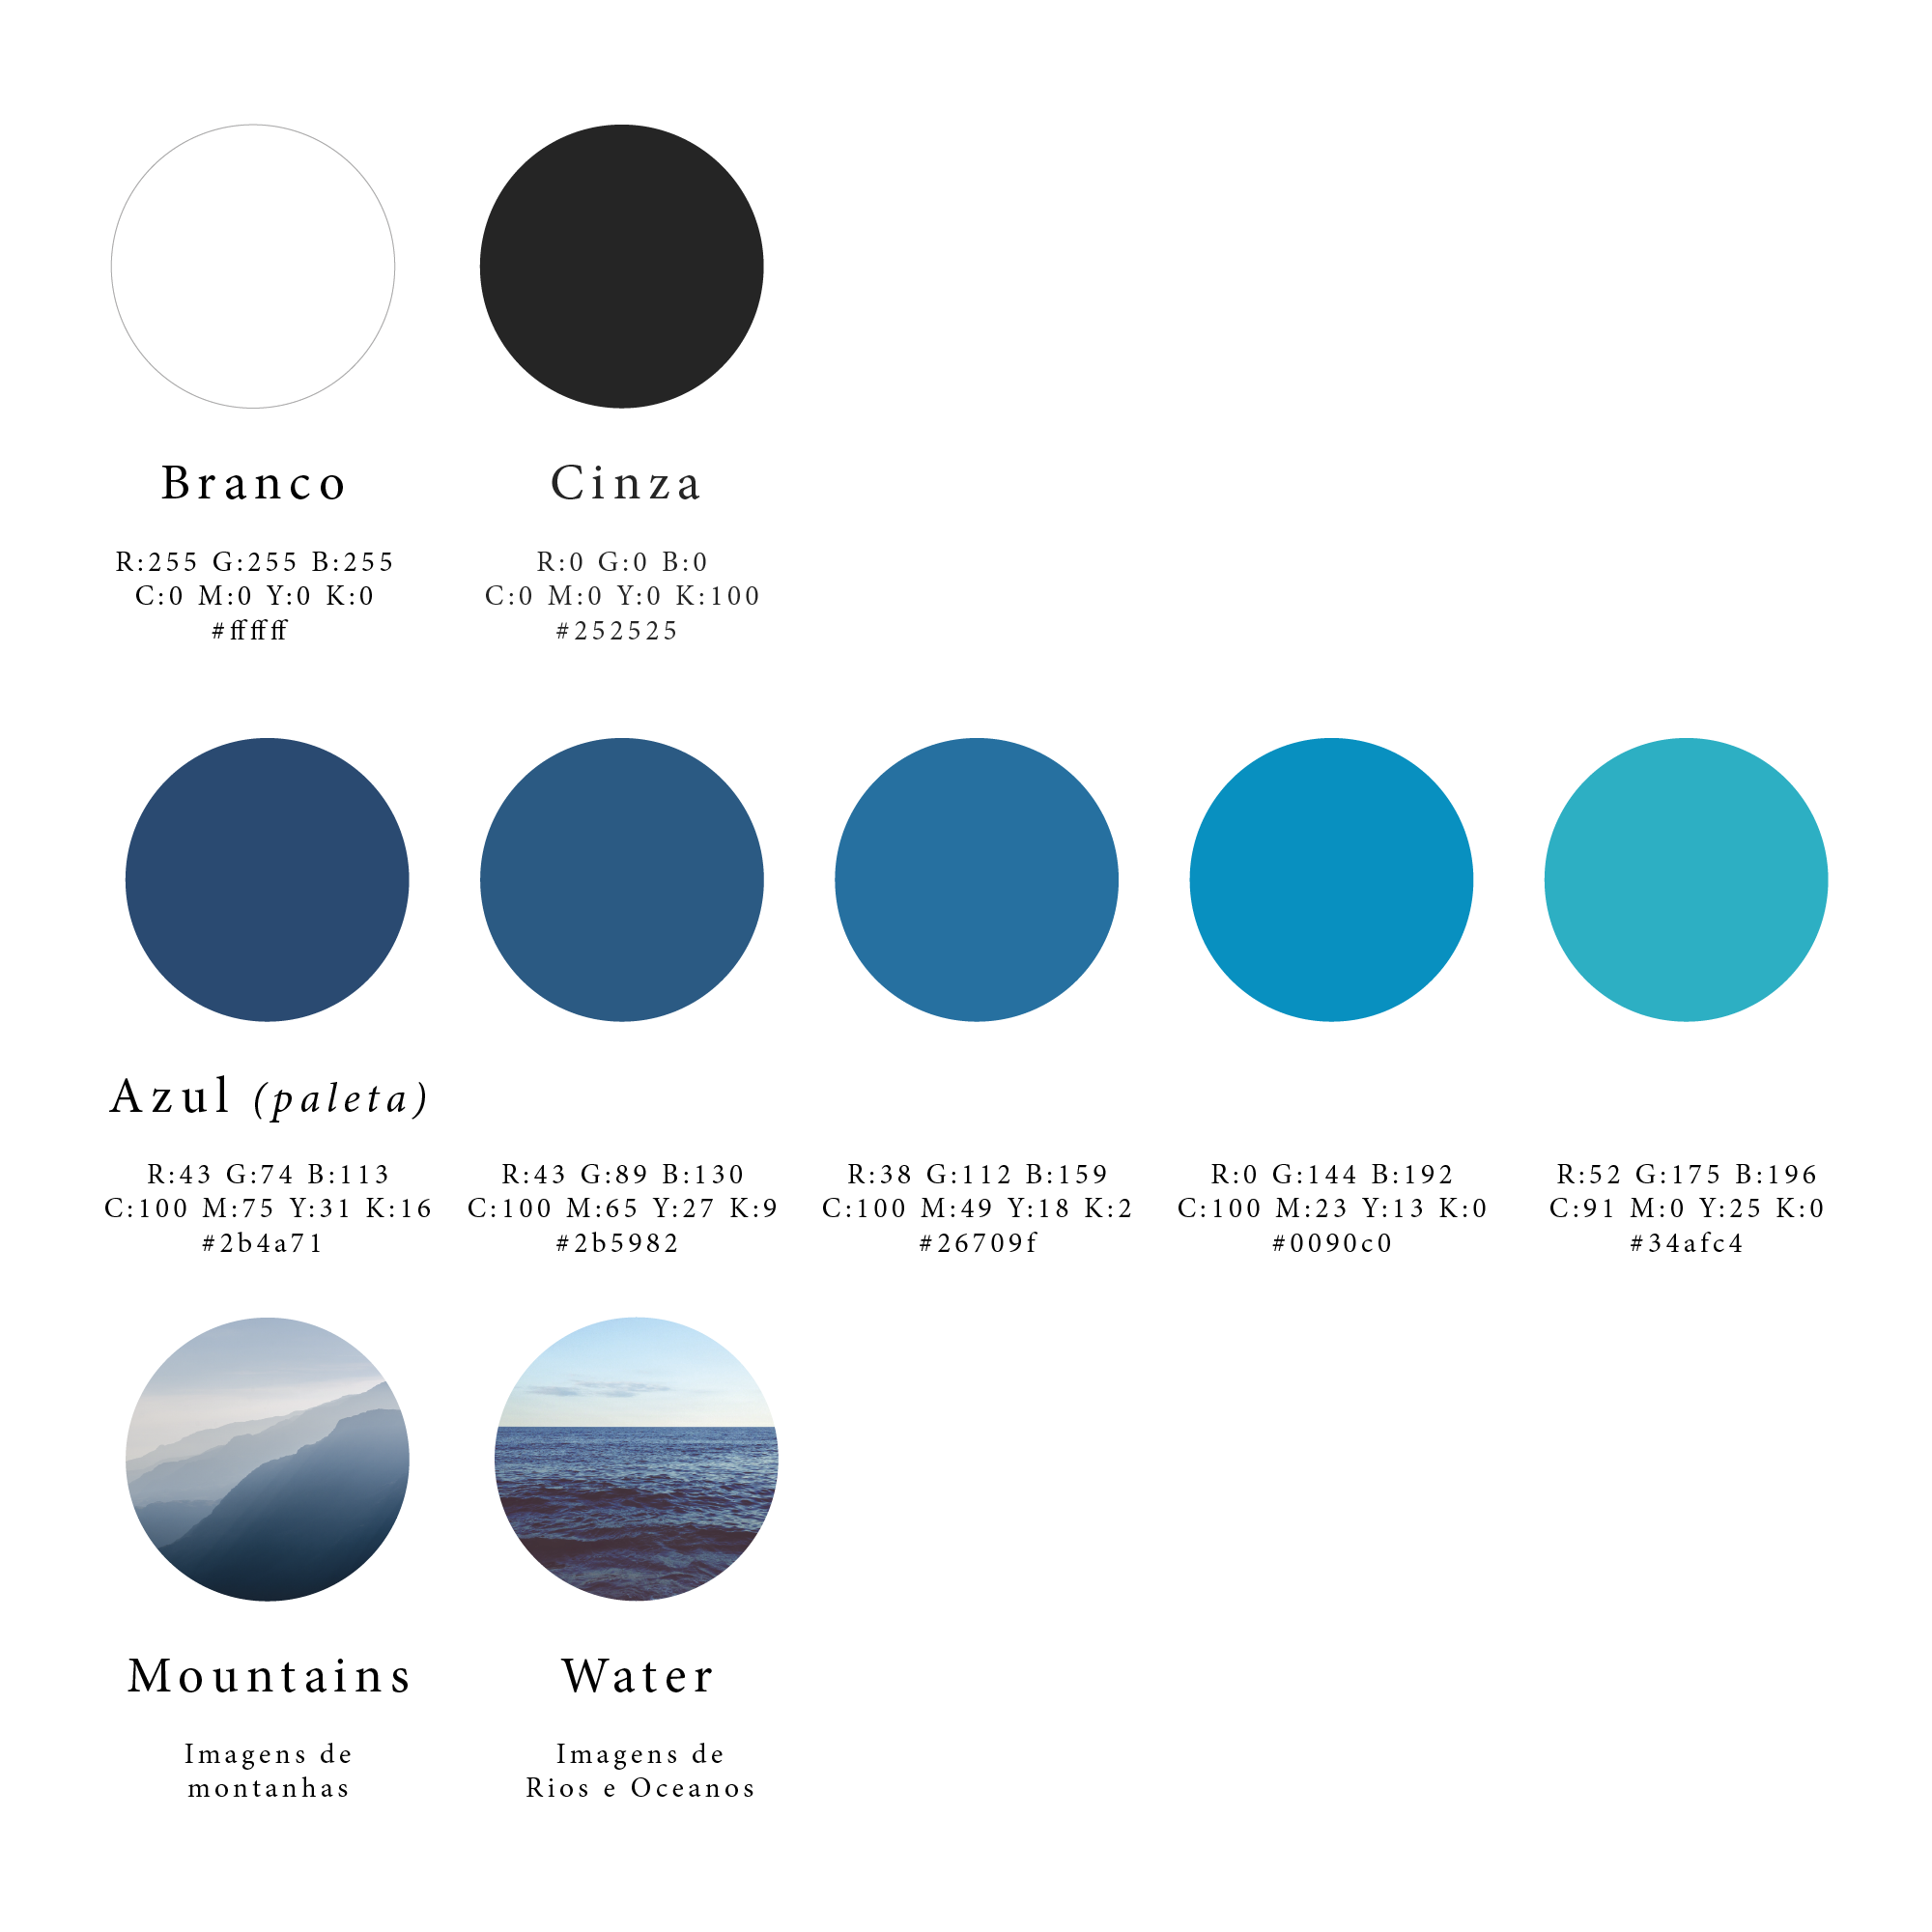 Branco
R:255 G:255 B:255
C:0 M:0 Y:0 K:0
#ffffff
Cinza
R:0 G:0 B:0
C:0 M:0 Y:0 K:100
#252525
Azul (paleta)
R:43 G:74 B:113
C:100 M:75 Y:31 K:16
#2b4a71
R:43 G:89 B:130
C:100 M:65 Y:27 K:9
#2b5982
R:38 G:112 B:159
C:100 M:49 Y:18 K:2
#26709f
R:0 G:144 B:192
C:100 M:23 Y:13 K:0
#0090c0
R:52 G:175 B:196
C:91 M:0 Y:25 K:0
#34afc4
Mountains
Imagens de
montanhas
Water
Imagens de
Rios e Oceanos